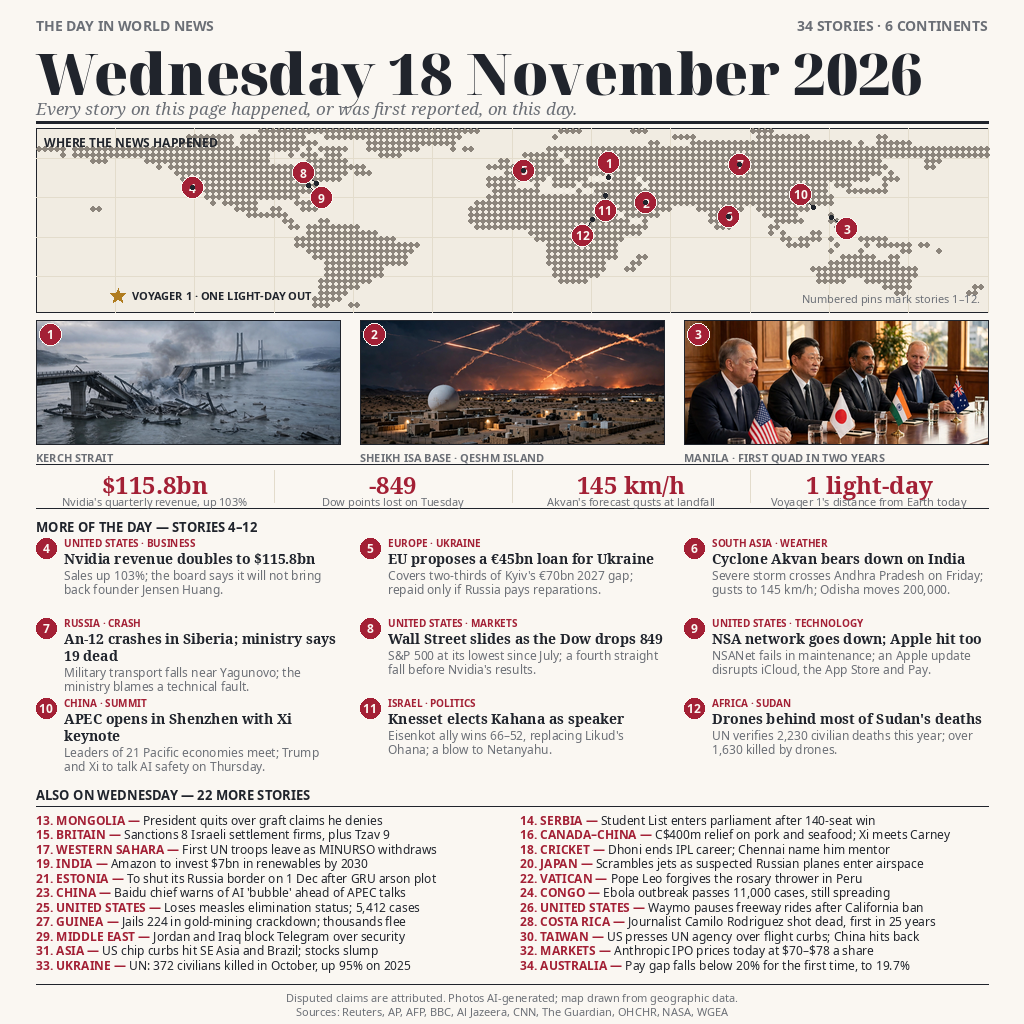 THE DAY IN WORLD NEWS
34 STORIES · 6 CONTINENTS
Wednesday 18 November 2026
Every story on this page happened, or was first reported, on this day.
WHERE THE NEWS HAPPENED
8
9
1
11
12
10
3
VOYAGER 1 · ONE LIGHT-DAY OUT
Numbered pins mark stories 1–12.
1
2
3
KERCH STRAIT
SHEIKH ISA BASE · QESHM ISLAND
MANILA · FIRST QUAD IN TWO YEARS
$115.8bn
Nvidia's quarterly revenue, up 103%
-849
Dow points lost on Tuesday
145 km/h
Akvan's forecast gusts at landfall
1 light-day
Voyager 1's distance from Earth today
MORE OF THE DAY — STORIES 4–12
4
UNITED STATES · BUSINESS
Nvidia revenue doubles to $115.8bn
Sales up 103%; the board says it will not bring
back founder Jensen Huang.
5
EUROPE · UKRAINE
EU proposes a €45bn loan for Ukraine
Covers two-thirds of Kyiv's €70bn 2027 gap;
repaid only if Russia pays reparations.
6
SOUTH ASIA · WEATHER
Cyclone Akvan bears down on India
Severe storm crosses Andhra Pradesh on Friday;
gusts to 145 km/h; Odisha moves 200,000.
7
RUSSIA · CRASH
An-12 crashes in Siberia; ministry says
19 dead
Military transport falls near Yagunovo; the
ministry blames a technical fault.
8
UNITED STATES · MARKETS
Wall Street slides as the Dow drops 849
S&P 500 at its lowest since July; a fourth straight
fall before Nvidia's results.
9
UNITED STATES · TECHNOLOGY
NSA network goes down; Apple hit too
NSANet fails in maintenance; an Apple update
disrupts iCloud, the App Store and Pay.
10
CHINA · SUMMIT
APEC opens in Shenzhen with Xi
keynote
Leaders of 21 Pacific economies meet; Trump
and Xi to talk AI safety on Thursday.
11
ISRAEL · POLITICS
Knesset elects Kahana as speaker
Eisenkot ally wins 66–52, replacing Likud's
Ohana; a blow to Netanyahu.
12
AFRICA · SUDAN
Drones behind most of Sudan's deaths
UN verifies 2,230 civilian deaths this year; over
1,630 killed by drones.
ALSO ON WEDNESDAY — 22 MORE STORIES
13. MONGOLIA — President quits over graft claims he denies
14. SERBIA — Student List enters parliament after 140-seat win
15. BRITAIN — Sanctions 8 Israeli settlement firms, plus Tzav 9
16. CANADA–CHINA — C$400m relief on pork and seafood; Xi meets Carney
17. WESTERN SAHARA — First UN troops leave as MINURSO withdraws
18. CRICKET — Dhoni ends IPL career; Chennai name him mentor
19. INDIA — Amazon to invest $7bn in renewables by 2030
20. JAPAN — Scrambles jets as suspected Russian planes enter airspace
21. ESTONIA — To shut its Russia border on 1 Dec after GRU arson plot
22. VATICAN — Pope Leo forgives the rosary thrower in Peru
23. CHINA — Baidu chief warns of AI 'bubble' ahead of APEC talks
24. CONGO — Ebola outbreak passes 11,000 cases, still spreading
25. UNITED STATES — Loses measles elimination status; 5,412 cases
26. UNITED STATES — Waymo pauses freeway rides after California ban
27. GUINEA — Jails 224 in gold-mining crackdown; thousands flee
28. COSTA RICA — Journalist Camilo Rodriguez shot dead, first in 25 years
29. MIDDLE EAST — Jordan and Iraq block Telegram over security
30. TAIWAN — US presses UN agency over flight curbs; China hits back
31. ASIA — US chip curbs hit SE Asia and Brazil; stocks slump
32. MARKETS — Anthropic IPO prices today at $70–$78 a share
33. UKRAINE — UN: 372 civilians killed in October, up 95% on 2025
34. AUSTRALIA — Pay gap falls below 20% for the first time, to 19.7%
Disputed claims are attributed. Photos AI-generated; map drawn from geographic data.
Sources: Reuters, AP, AFP, BBC, Al Jazeera, CNN, The Guardian, OHCHR, NASA, WGEA